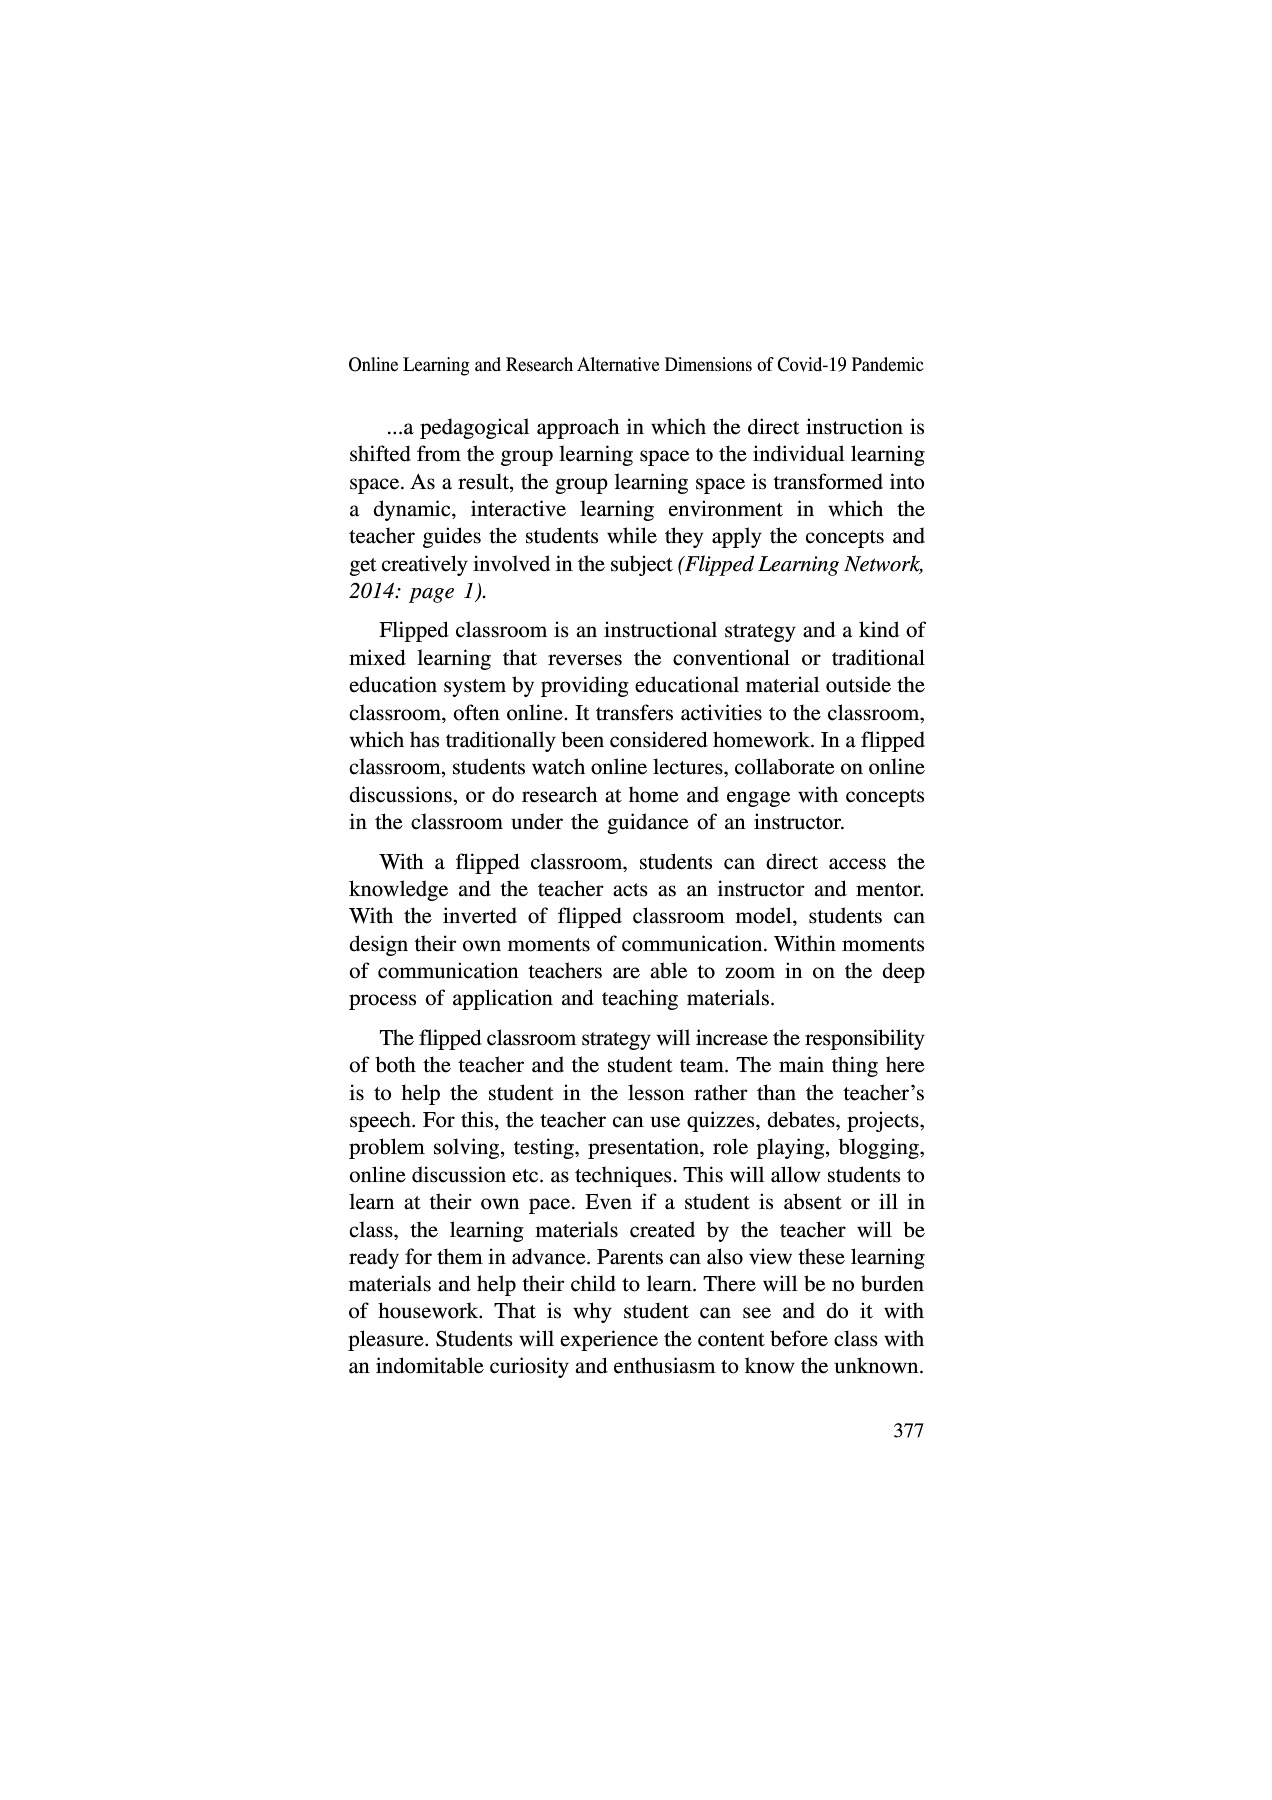 Online Learning and Research Alternative Dimensions of Covid-19 Pandemic
...a pedagogical approach in which the direct instruction is
shifted from the group learning space to the individual learning
space. As a result, the group learning space is transformed into
a dynamic, interactive learning environment in which the
teacher guides the students while they apply the concepts and
get creatively involved in the subject (Flipped Learning Network,
2014: page 1).
Flipped classroom is an instructional strategy and a kind of
mixed learning that reverses the conventional or traditional
education system by providing educational material outside the
classroom, often online. It transfers activities to the classroom,
which has traditionally been considered homework. In a flipped
classroom, students watch online lectures, collaborate on online
discussions, or do research at home and engage with concepts
in the classroom under the guidance of an instructor.
With a flipped classroom, students can direct access the
knowledge and the teacher acts as an instructor and mentor.
With the inverted of flipped classroom model, students can
design their own moments of communication. Within moments
of communication teachers are able to zoom in on the deep
process of application and teaching materials.
The flipped classroom strategy will increase the responsibility
of both the teacher and the student team. The main thing here
is to help the student in the lesson rather than the teacher’s
speech. For this, the teacher can use quizzes, debates, projects,
problem solving, testing, presentation, role playing, blogging,
online discussion etc. as techniques. This will allow students to
learn at their own pace. Even if a student is absent or ill in
class, the learning materials created by the teacher will be
ready for them in advance. Parents can also view these learning
materials and help their child to learn. There will be no burden
of housework. That is why student can see and do it with
pleasure. Students will experience the content before class with
an indomitable curiosity and enthusiasm to know the unknown.
377